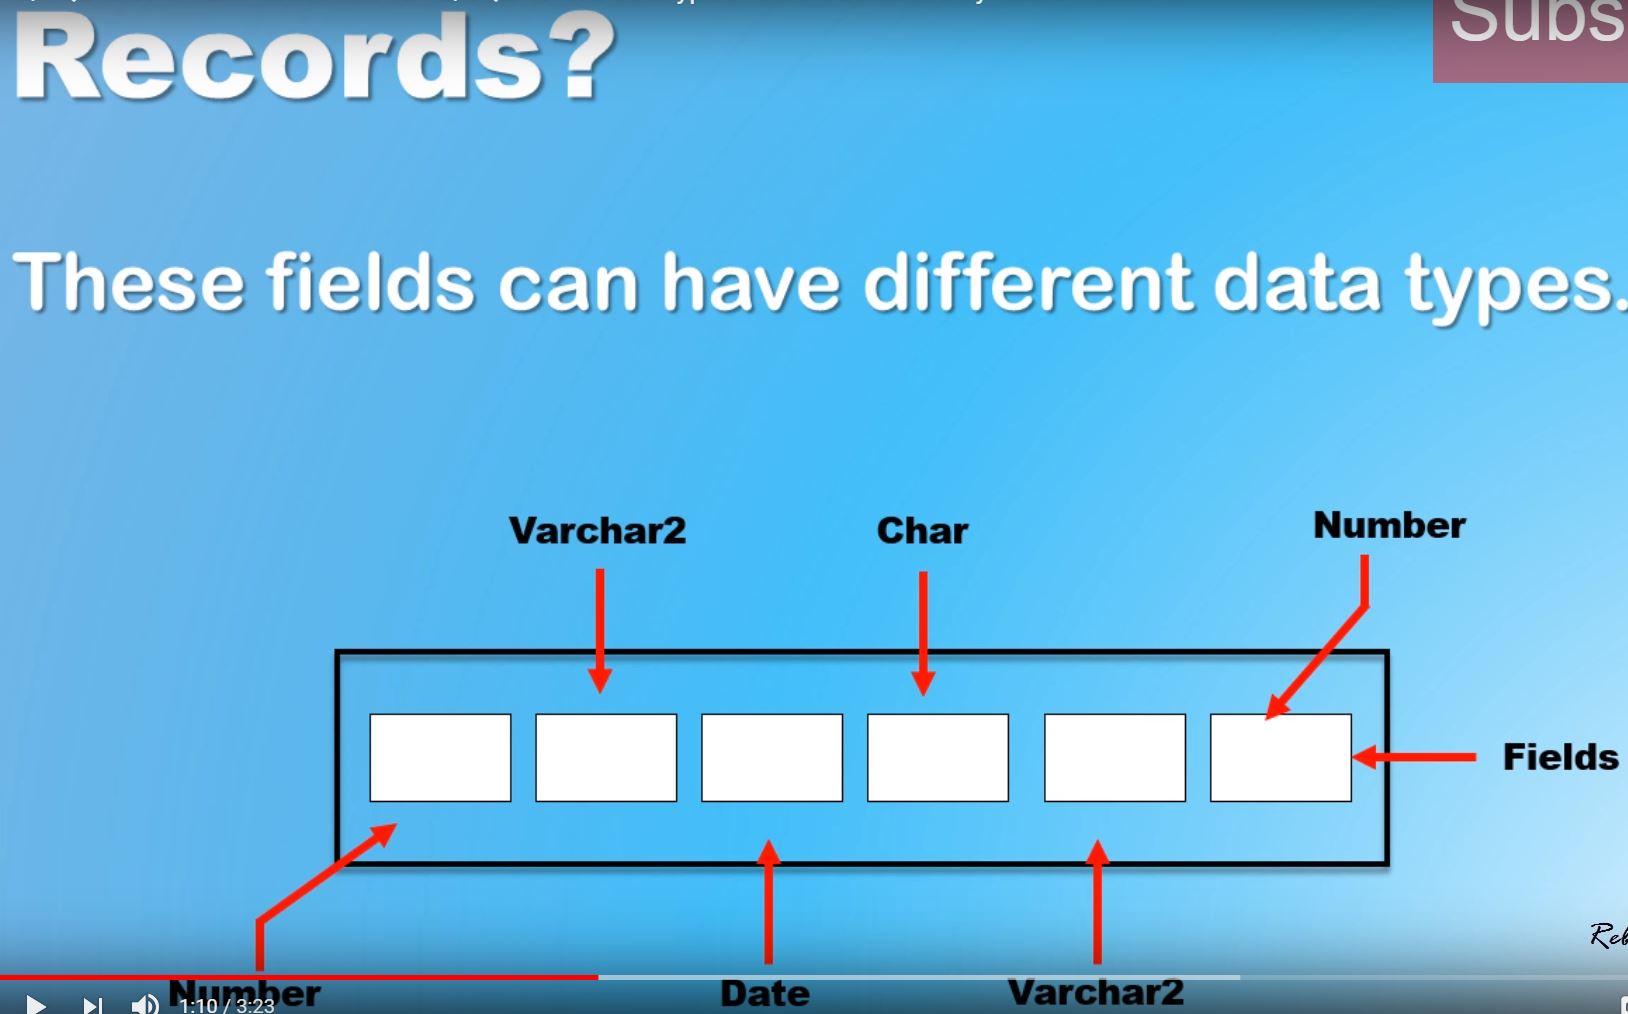 Records?
Subs
These fields can have different data types.
Varchar2
Char
Number
Fields
Reb
Number
Date
Varchar2
1:10 / 3:23